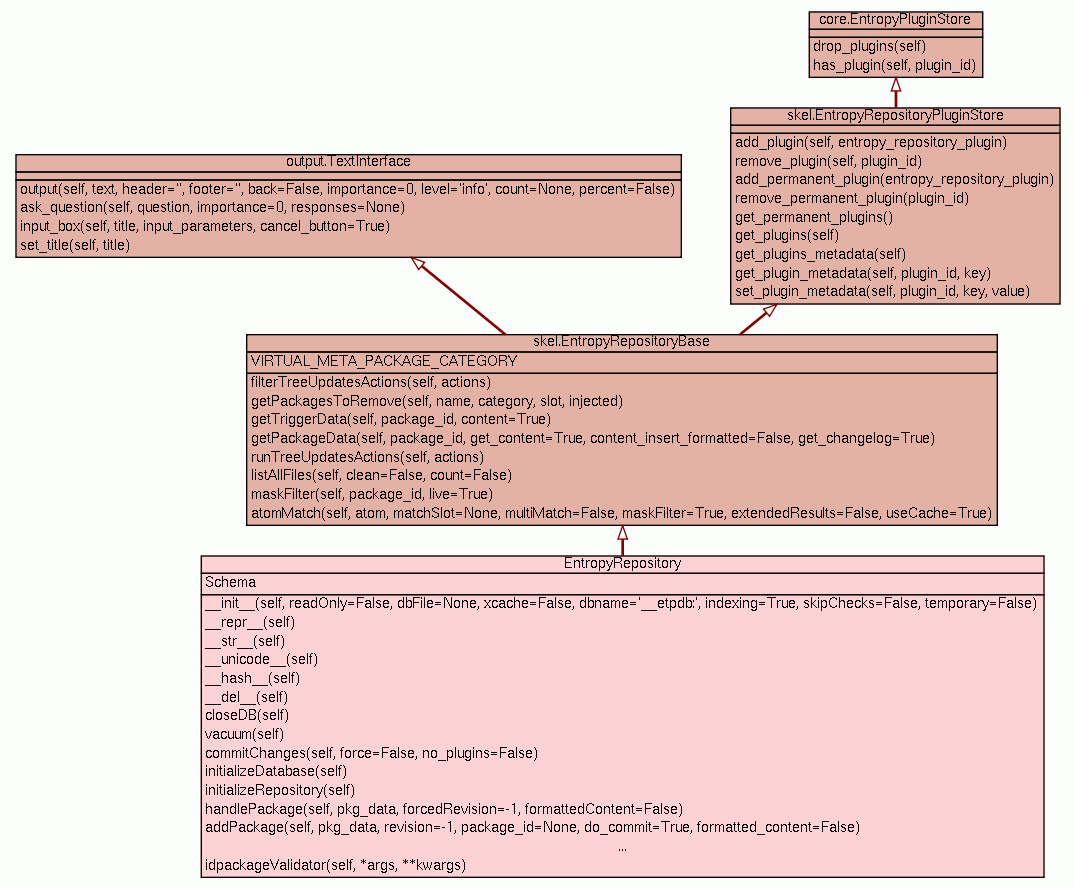 core.EntropyPluginStore
drop_plugins(self)
has_plugin(self, plugin_id)
skel.EntropyRepositoryPluginStore
add_plugin(self, entropy_repository_plugin)
remove_plugin(self, plugin_id)
add_permanent_plugin(entropy_repository_plugin)
remove_permanent_plugin(plugin_id)
get_permanent_plugins()
get_plugins(self)
get_plugins_metadata(self)
get_plugin_metadata(self, plugin_id, key)
set_plugin_metadata(self, plugin_id, key, value)
output.TextInterface
output(self, text, header='', footer='', back=False, importance=0, level='info', count=None, percent=False)
ask_question(self, question, importance=0, responses=None)
input_box(self, title, input_parameters, cancel_button=True)
set_title(self, title)
skel.EntropyRepositoryBase
VIRTUAL_META_PACKAGE_CATEGORY
filterTreeUpdatesActions(self, actions)
getPackagesToRemove(self, name, category, slot, injected)
getTriggerData(self, package_id, content=True)
getPackageData(self, package_id, get_content=True, content_insert_formatted=False, get_changelog=True)
runTreeUpdatesActions(self, actions)
listAllFiles(self, clean=False, count=False)
maskFilter(self, package_id, live=True)
atomMatch(self, atom, matchSlot=None, multiMatch=False, maskFilter=True, extendedResults=False, useCache=True)
EntropyRepository
Schema
__init__(self, readOnly=False, dbFile=None, xcache=False, dbname='__etpdb:', indexing=True, skipChecks=False, temporary=False)
__repr__(self)
__str__(self)
__unicode__(self)
__hash__(self)
__del__(self)
closeDB(self)
vacuum(self)
commitChanges(self, force=False, no_plugins=False)
initializeDatabase(self)
initializeRepository(self)
handlePackage(self, pkg_data, forcedRevision=-1, formattedContent=False)
addPackage(self, pkg_data, revision=-1, package_id=None, do_commit=True, formatted_content=False)
...
idpackageValidator(self, *args, **kwargs)